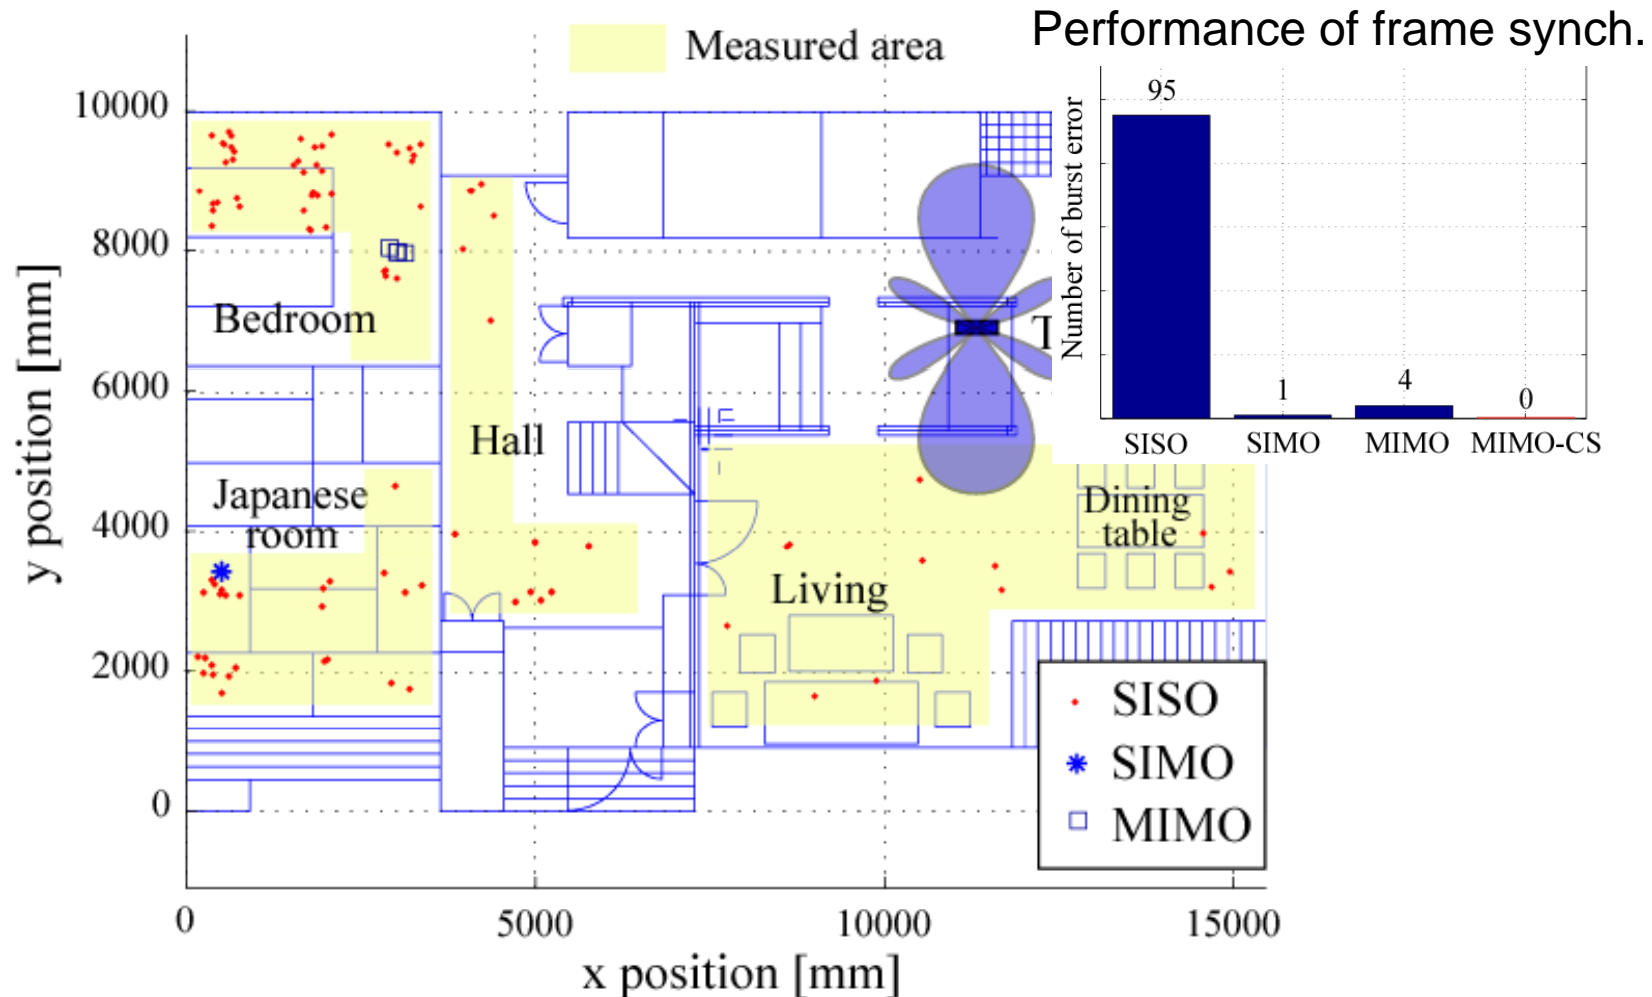 Performance of frame synch.
Measured area
Number of burst error
95
1
4
0
SISO
SIMO
MIMO
MIMO-CS
y position [mm]
10000
8000
6000
4000
2000
0
Bedroom
Hall
Japanese
room
Living
Dining
table
T
SISO
SIMO
MIMO
0
5000
10000
15000
x position [mm]